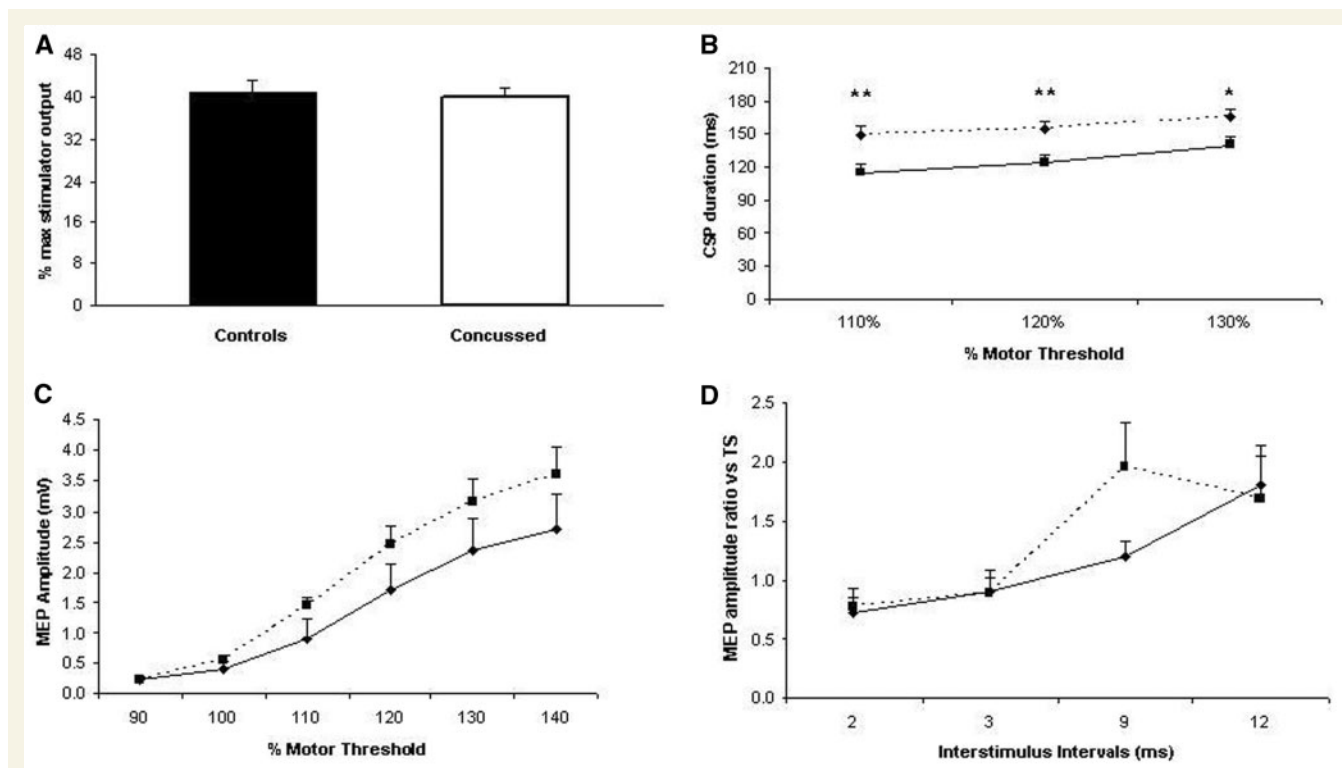 A
% max stimulator output
48
40
32
24
16
8
0
Controls Concussed
B
CSP duration (ms)
210
180
150
120
90
60
30
0
** ** *
110% 120% 130%
% Motor Threshold
C
MEP Amplitude (mV)
4.5
4.0
3.5
3.0
2.5
2.0
1.5
1.0
0.5
0.0
90 100 110 120 130 140
% Motor Threshold
D
MEP amplitude ratio vs TS
2.5
2.0
1.5
1.0
0.5
0.0
2 3 9 12
Interstimulus Intervals (ms)